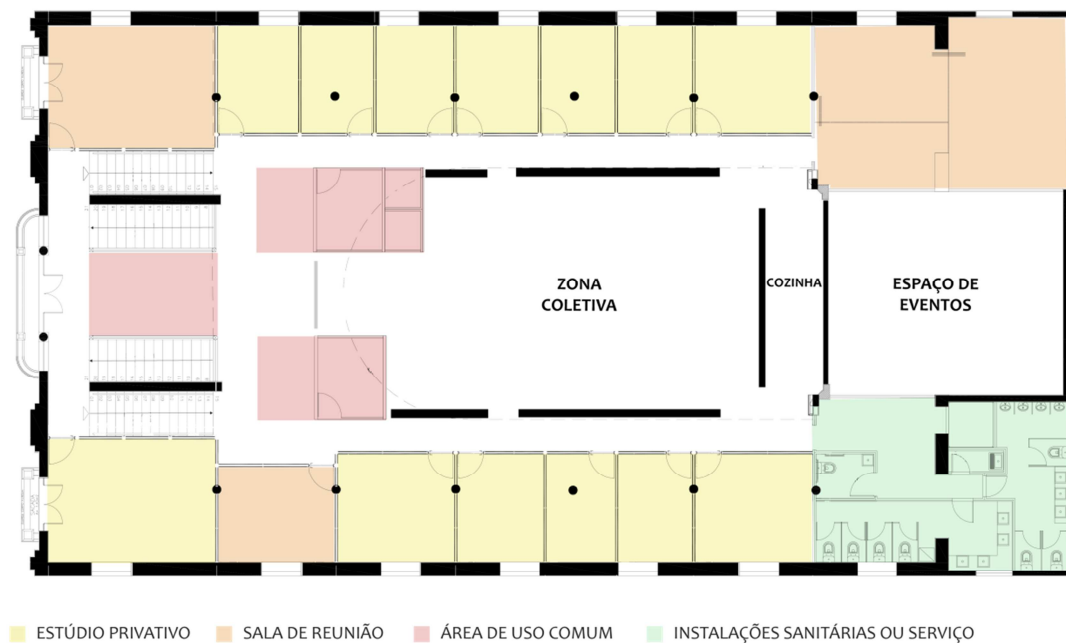 ZONA
COLETIVA
COZINHA
ESPAÇO DE
EVENTOS
ESTÚDIO PRIVATIVO
SALA DE REUNIÃO
ÁREA DE USO COMUM
INSTALAÇÕES SANITÁRIAS OU SERVIÇO